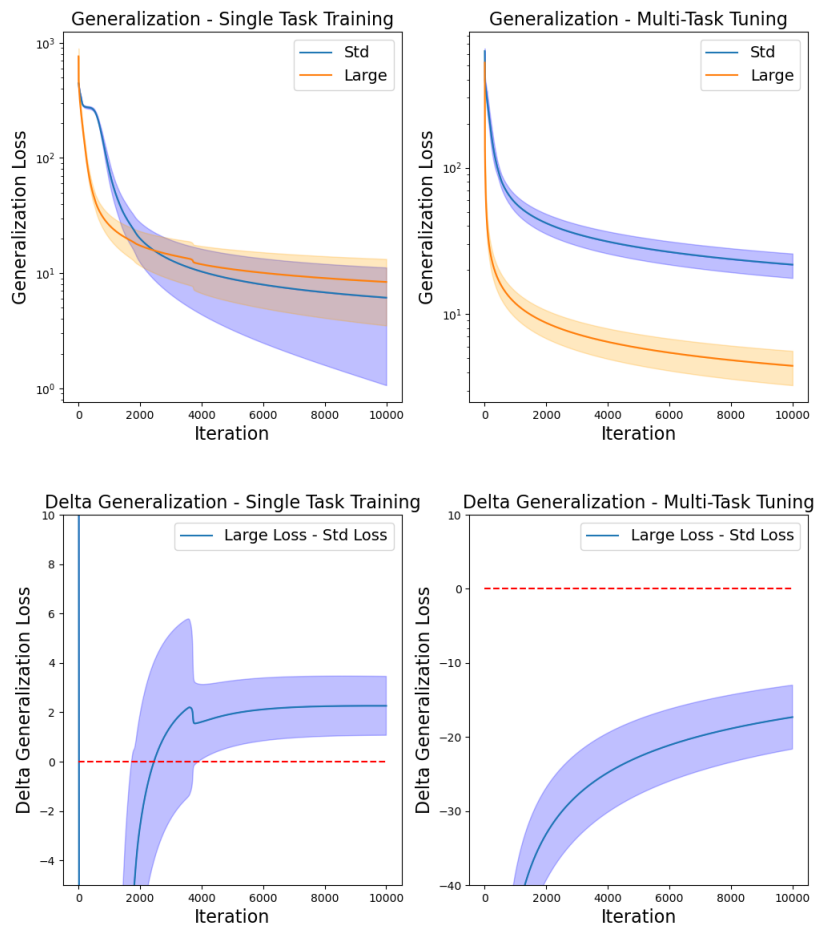 Generalization - Single Task Training
10³
10²
10¹
10⁰
Generalization Loss
Std
Large
0 2000 4000 6000 8000 10000
Iteration
Generalization - Multi-Task Tuning
10²
10¹
Generalization Loss
Std
Large
0 2000 4000 6000 8000 10000
Iteration
Delta Generalization - Single Task Training
10
8
6
4
2
0
−2
−4
Delta Generalization Loss
Large Loss - Std Loss
0 2000 4000 6000 8000 10000
Iteration
Delta Generalization - Multi-Task Tuning
10
0
−10
−20
−30
−40
Delta Generalization Loss
Large Loss - Std Loss
0 2000 4000 6000 8000 10000
Iteration